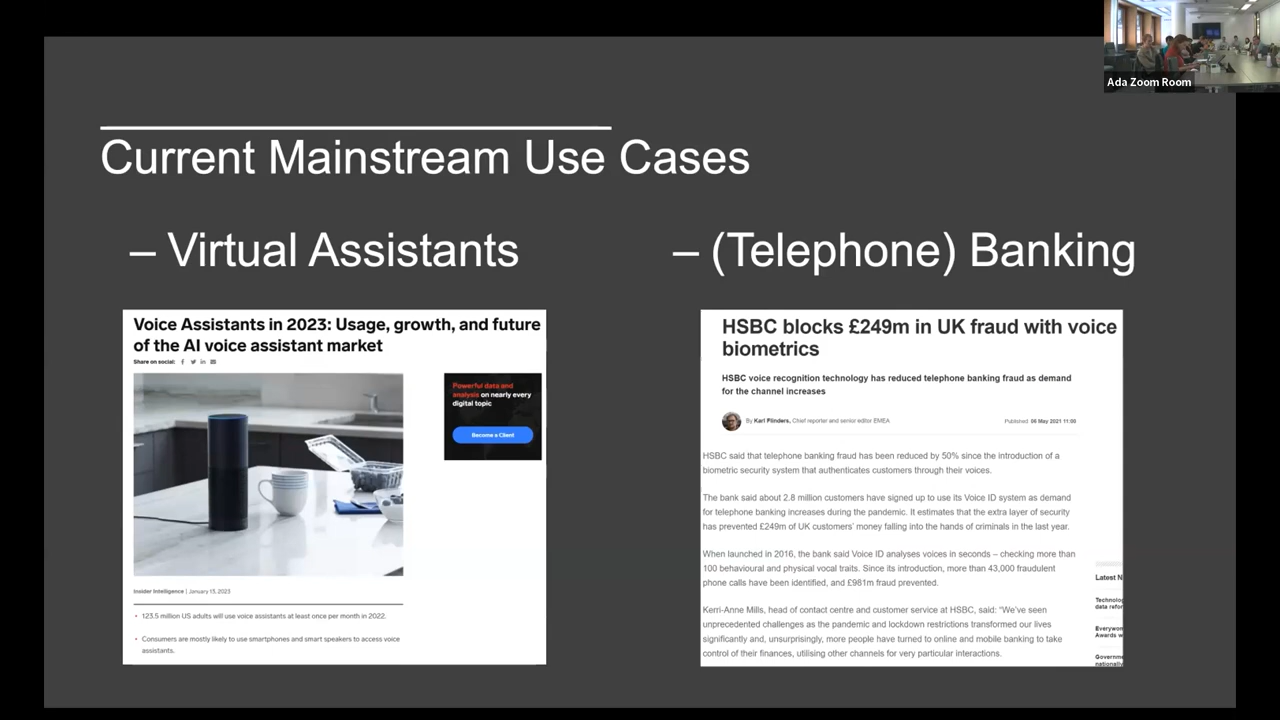 Ada Zoom Room
Current Mainstream Use Cases
– Virtual Assistants
Voice Assistants in 2023: Usage, growth, and future
of the AI voice assistant market
Share on social:
Powerful data and
analysis on nearly every
digital topic
Become a Client
Insider Intelligence | January 13, 2023
• 123.5 million US adults will use voice assistants at least once per month in 2022.
• Consumers are mostly likely to use smartphones and smart speakers to access voice
assistants.
– (Telephone) Banking
HSBC blocks £249m in UK fraud with voice
biometrics
HSBC voice recognition technology has reduced telephone banking fraud as demand
for the channel increases
By Karl Flinders, Chief reporter and senior editor EMEA
Published: 06 May 2021 11:00
HSBC said that telephone banking fraud has been reduced by 50% since the introduction of a
biometric security system that authenticates customers through their voices.
The bank said about 2.8 million customers have signed up to use its Voice ID system as demand
for telephone banking increases during the pandemic. It estimates that the extra layer of security
has prevented £249m of UK customers' money falling into the hands of criminals in the last year.
When launched in 2016, the bank said Voice ID analyses voices in seconds – checking more than
100 behavioural and physical vocal traits. Since its introduction, more than 43,000 fraudulent
phone calls have been identified, and £981m fraud prevented.
Kerri-Anne Mills, head of contact centre and customer service at HSBC, said: "We've seen
unprecedented challenges as the pandemic and lockdown restrictions transformed our lives
significantly and, unsurprisingly, more people have turned to online and mobile banking to take
control of their finances, utilising other channels for very particular interactions.
Latest N
Technolog
data refor
Everywon
Awards w
Governme
nationally